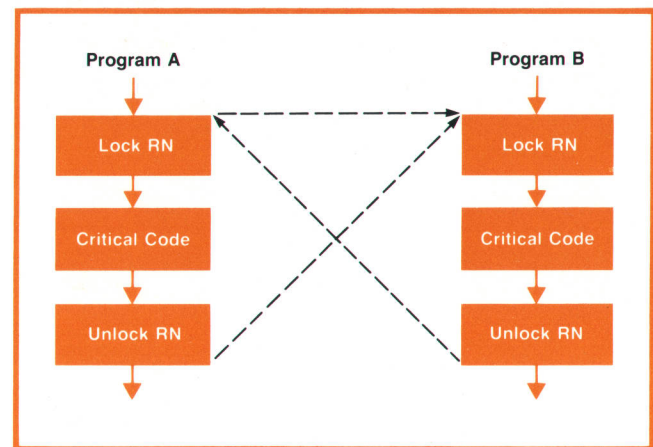 Program A
Lock RN
Critical Code
Unlock RN
Program B
Lock RN
Critical Code
Unlock RN